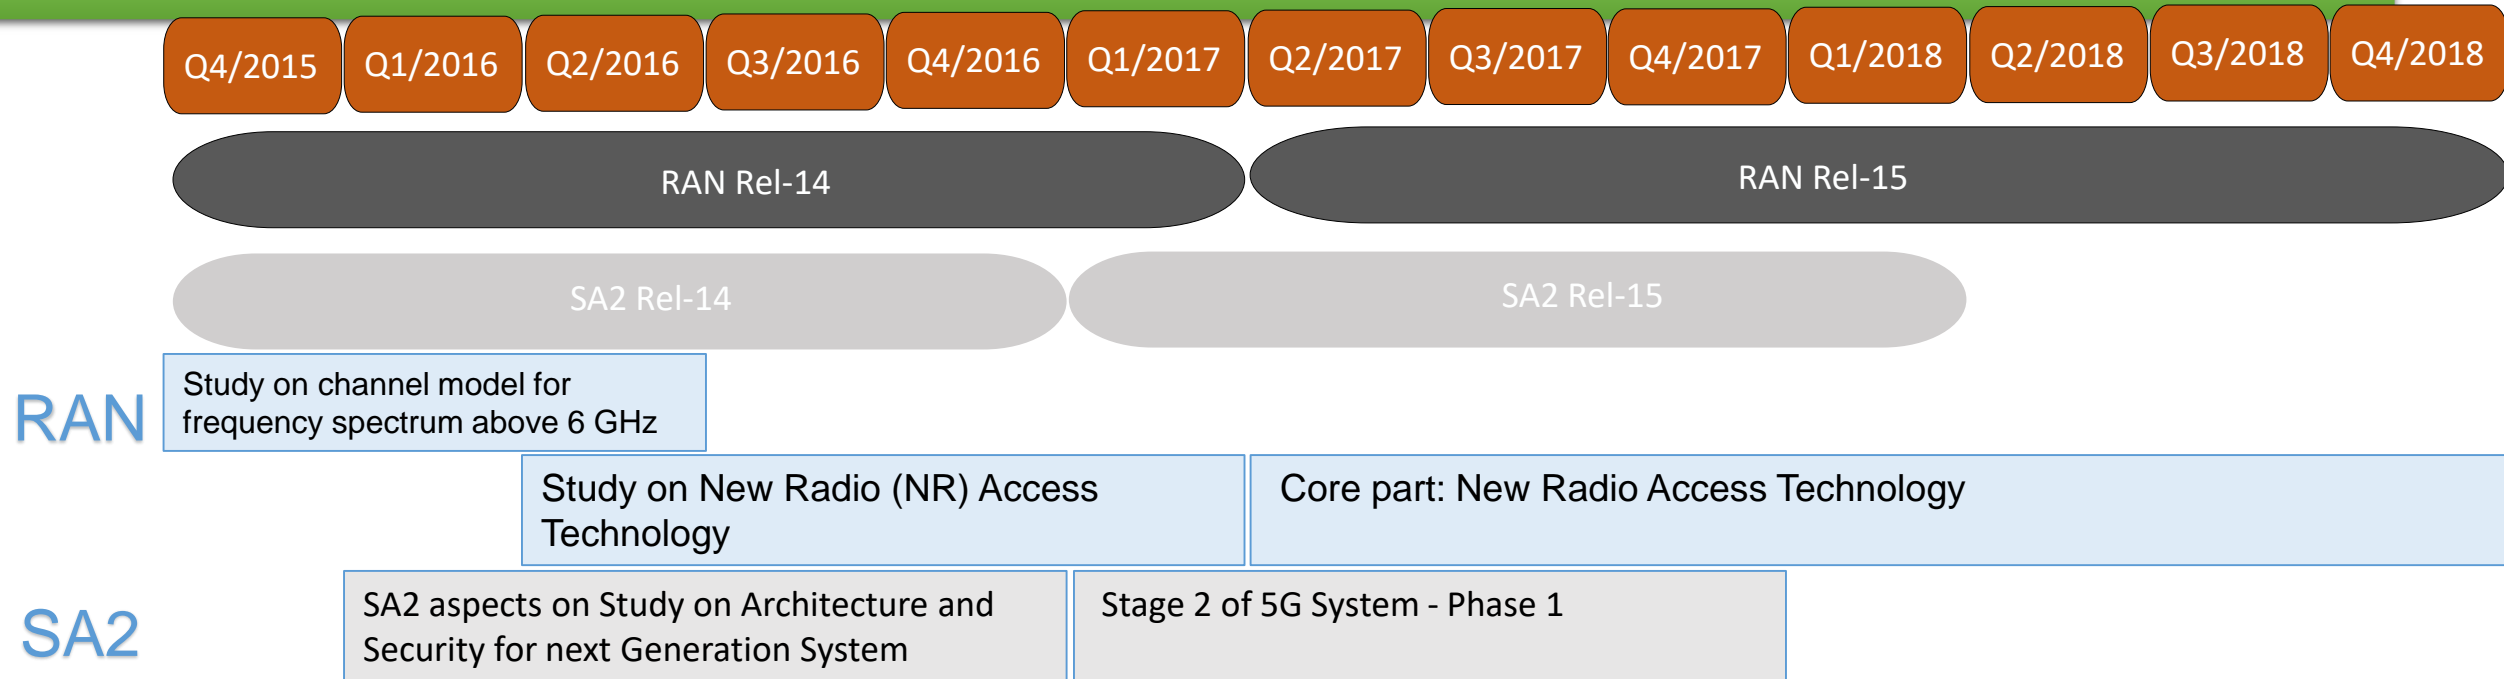 Q4/2015 Q1/2016 Q2/2016 Q3/2016 Q4/2016 Q1/2017 Q2/2017 Q3/2017 Q4/2017 Q1/2018 Q2/2018 Q3/2018 Q4/2018
RAN Rel-14 RAN Rel-15
SA2 Rel-14 SA2 Rel-15
RAN
Study on channel model for
frequency spectrum above 6 GHz
Study on New Radio (NR) Access
Technology
Core part: New Radio Access Technology
SA2
SA2 aspects on Study on Architecture and
Security for next Generation System
Stage 2 of 5G System - Phase 1